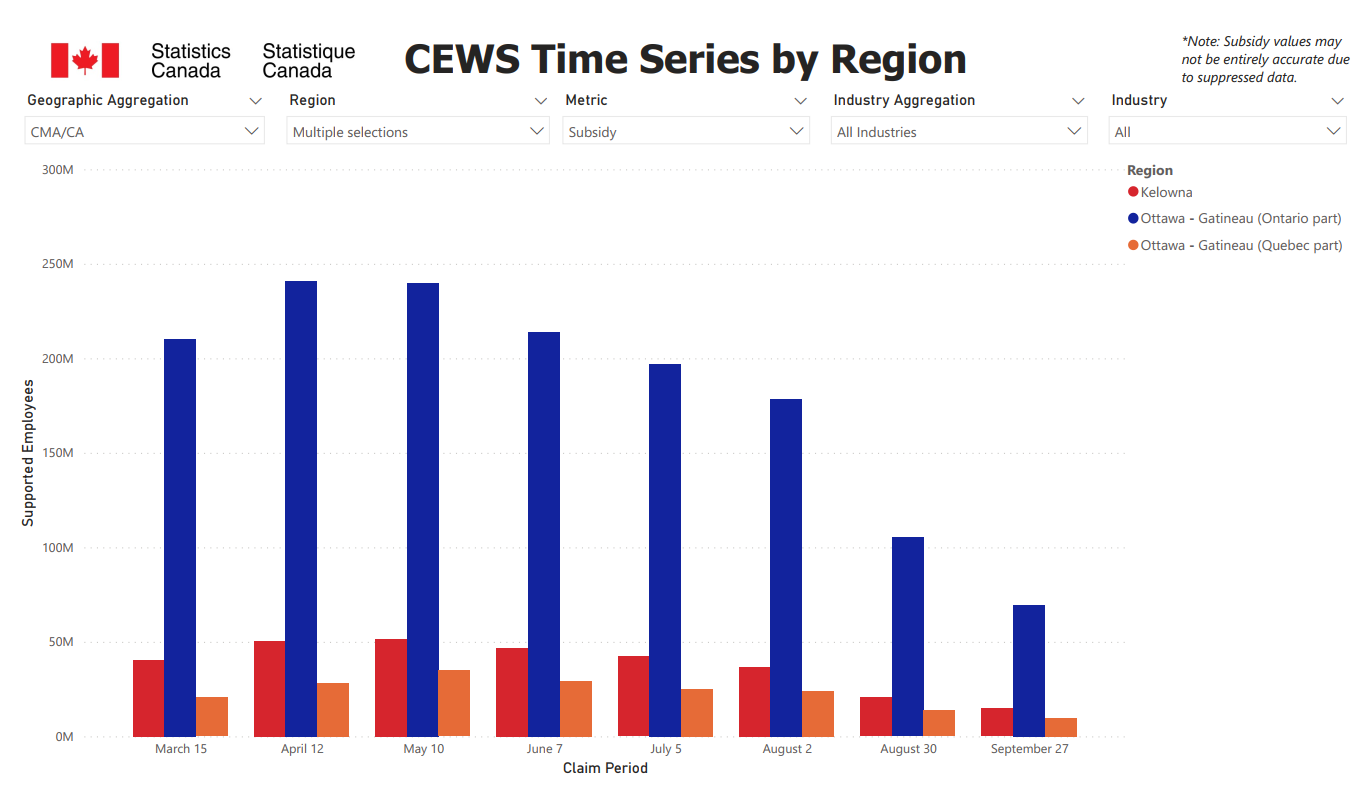 Statistics
Canada
Statistique
Canada
CEWS Time Series by Region
*Note: Subsidy values may
not be entirely accurate due
to suppressed data.
Geographic Aggregation
Region
Metric
Industry Aggregation
Industry
CMA/CA
Multiple selections
Subsidy
All Industries
All
300M
250M
200M
150M
100M
50M
0M
Supported Employees
March 15
April 12
May 10
June 7
July 5
August 2
August 30
September 27
Claim Period
Region
Kelowna
Ottawa - Gatineau (Ontario part)
Ottawa - Gatineau (Quebec part)